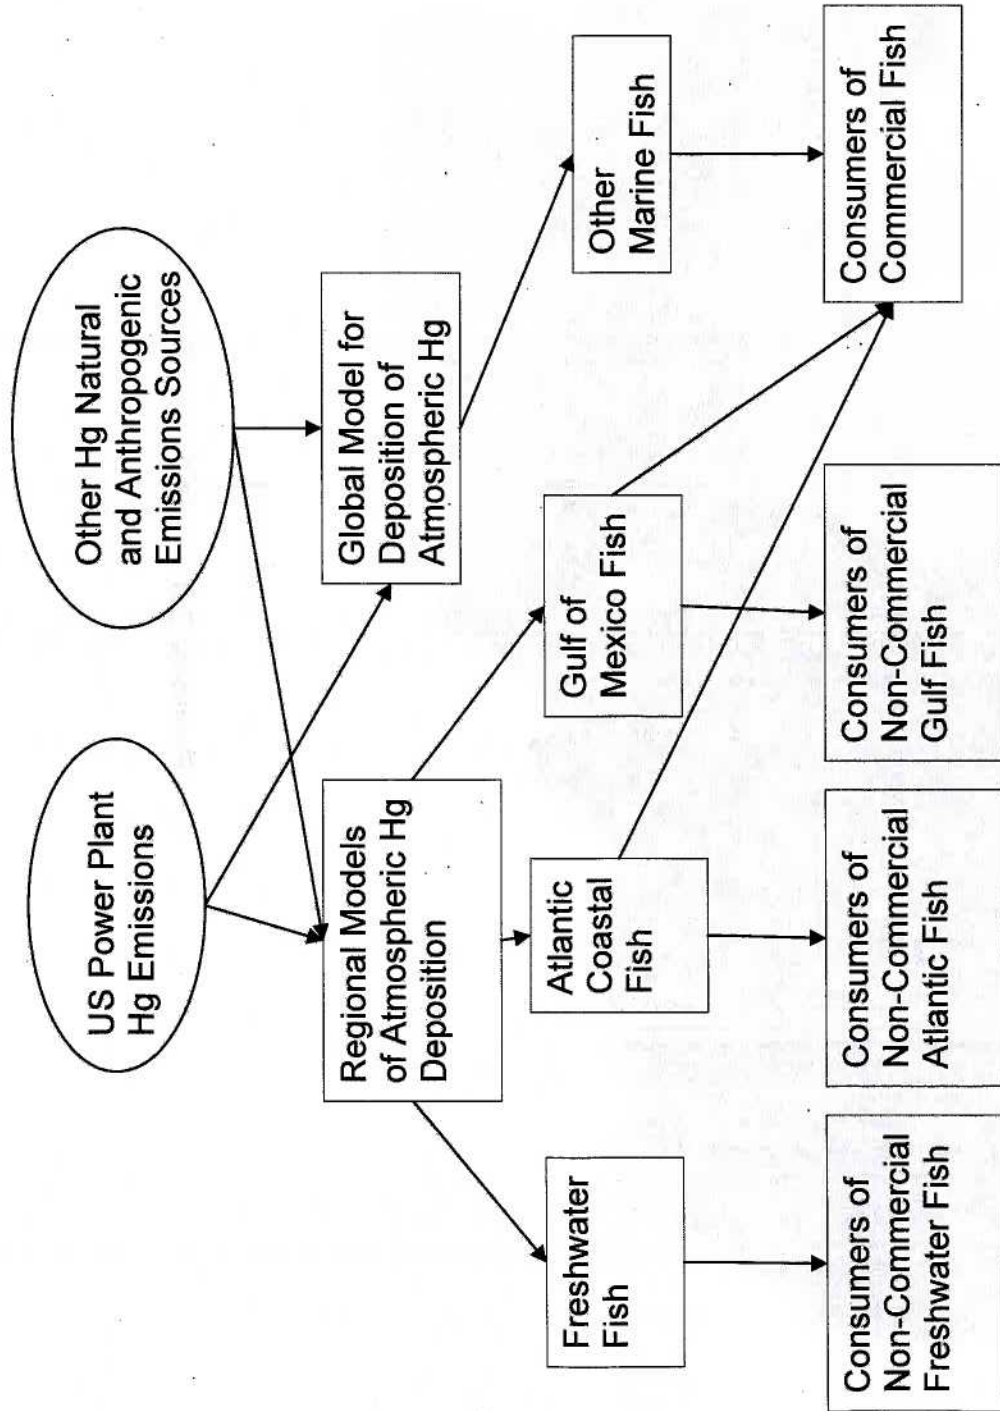 US Power Plant
Hg Emissions
Other Hg Natural
and Anthropogenic
Emissions Sources
Regional Models
of Atmospheric Hg
Deposition
Global Model for
Deposition of
Atmospheric Hg
Freshwater
Fish
Atlantic
Coastal
Fish
Gulf of
Mexico Fish
Other
Marine Fish
Consumers of
Non-Commercial
Freshwater Fish
Consumers of
Non-Commercial
Atlantic Fish
Consumers of
Non-Commercial
Gulf Fish
Consumers of
Commercial Fish